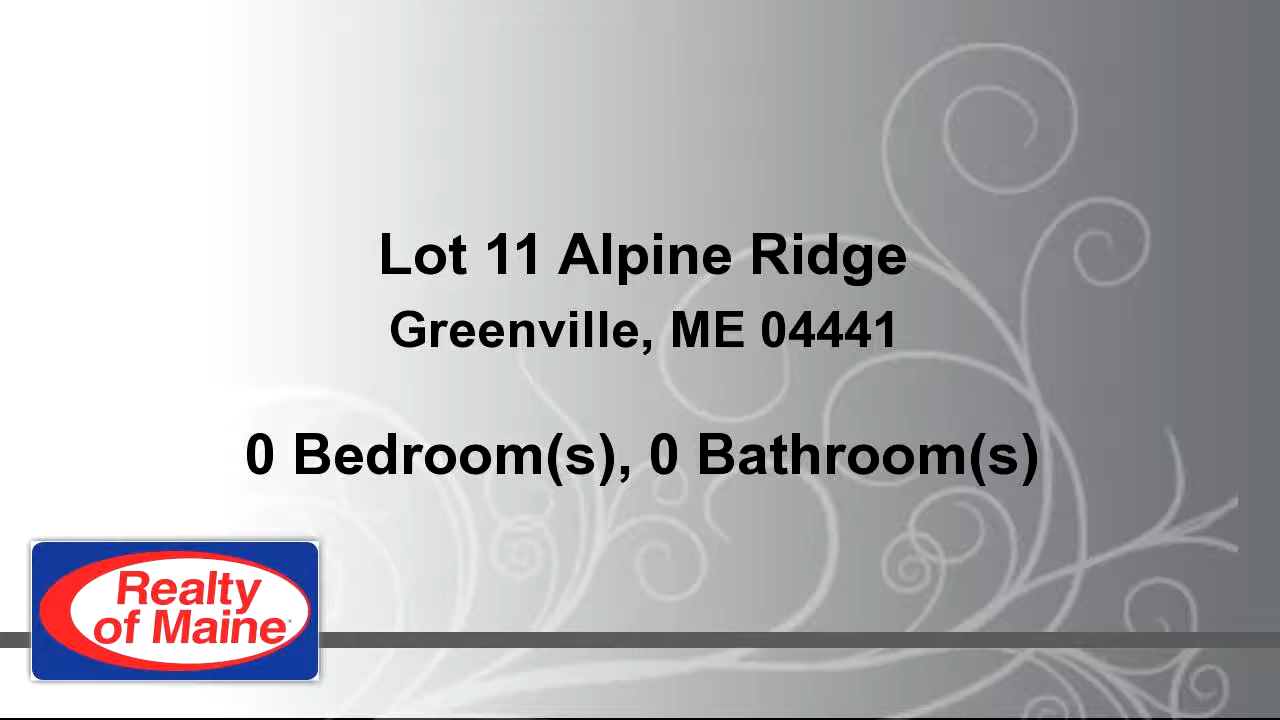 Lot 11 Alpine Ridge
Greenville, ME 04441
0 Bedroom(s), 0 Bathroom(s)
Realty
of Maine